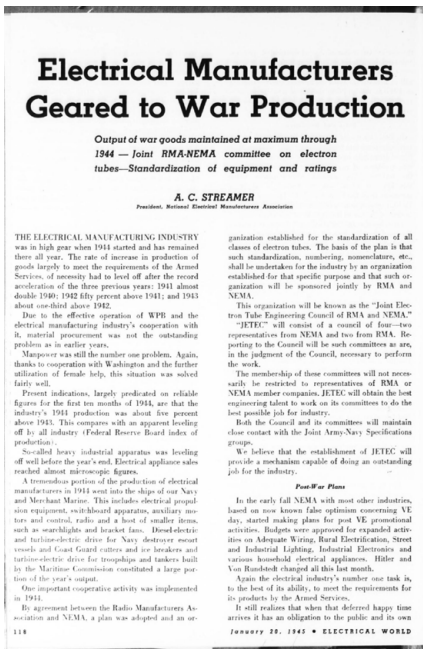 Electrical Manufacturers
Geared to War Production
Output of war goods maintained at maximum through
1944 — Joint RMA-NEMA committee on electron
tubes—Standardization of equipment and ratings
A. C. STREAMER
President, National Electrical Manufacturers Association
THE ELECTRICAL MANUFACTURING INDUSTRY
was in high gear when 1944 started and has remained
there all year. The rate of increase in production of
goods largely to meet the requirements of the Armed
Services, of necessity had to level off after the record
acceleration of the three previous years: 1941 almost
double 1940; 1942 fifty percent above 1941; and 1943
about one-third above 1942.
Due to the effective operation of WPB and the
electrical manufacturing industry's cooperation with
it, material procurement was not the outstanding
problem as in earlier years.
Manpower was still the number one problem. Again,
thanks to cooperation with Washington and the further
utilization of female help, this situation was solved
fairly well.
Present indications, largely predicated on reliable
figures for the first ten months of 1944, are that the
industry's 1944 production was about five percent
above 1943. This compares with an apparent leveling
off by all industry (Federal Reserve Board index of
production).
So-called heavy industrial apparatus was leveling
off well before the year's end. Electrical appliance sales
reached almost microscopic figures.
A tremendous portion of the production of electrical
manufacturers in 1944 went into the ships of our Navy
and Merchant Marine. This includes electrical propul-
sion equipment, switchboard apparatus, auxiliary mo-
tors and control, radio and a host of smaller items,
such as searchlights and bracket fans. Diesel-electric
and turbine-electric drive for Navy destroyer escort
vessels and Coast Guard cutters and ice breakers and
turbine-electric drive for troopships and tankers built
by the Maritime Commission constituted a large por-
tion of the year's output.
One important cooperative activity was implemented
in 1944.
By agreement between the Radio Manufacturers As-
sociation and NEMA, a plan was adopted and an or-
118
ganization established for the standardization of all
classes of electron tubes. The basis of the plan is that
such standardization, numbering, nomenclature, etc.,
shall be undertaken for the industry by an organization
established for that specific purpose and that such or-
ganization will be sponsored jointly by RMA and
NEMA.
This organization will be known as the "Joint Elec-
tron Tube Engineering Council of RMA and NEMA."
"JETEC" will consist of a council of four—two
representatives from NEMA and two from RMA. Re-
porting to the Council will be such committees as are,
in the judgment of the Council, necessary to perform
the work.
The membership of these committees will not neces-
sarily be restricted to representatives of RMA or
NEMA member companies. JETEC will obtain the best
engineering talent to work on its committees to do the
best possible job for industry.
Both the Council and its committees will maintain
close contact with the Joint Army-Navy Specifications
groups.
We believe that the establishment of JETEC will
provide a mechanism capable of doing an outstanding
job for the industry.
Post-War Plans
In the early fall NEMA with most other industries,
based on now known false optimism concerning VE
day, started making plans for post VE promotional
activities. Budgets were approved for expanded activ-
ities on Adequate Wiring, Rural Electrification, Street
and Industrial Lighting, Industrial Electronics and
various household electrical appliances. Hitler and
Von Rundstedt changed all this last month.
Again the electrical industry's number one task is,
to the best of its ability, to meet the requirements for
its products by the Armed Services.
It still realizes that when that deferred happy time
arrives it has an obligation to the public and its own
January 20, 1945 • ELECTRICAL WORLD